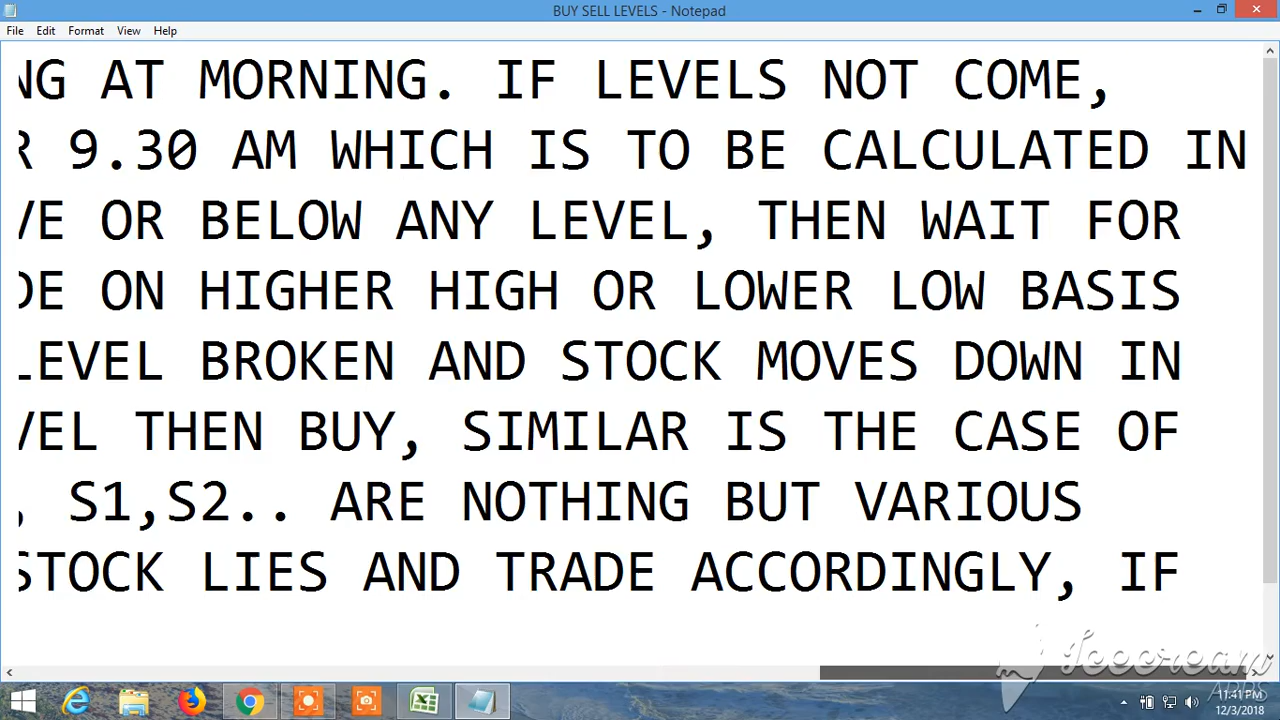 BUY SELL LEVELS - Notepad
File Edit Format View Help
NG AT MORNING. IF LEVELS NOT COME,
R 9.30 AM WHICH IS TO BE CALCULATED IN
VE OR BELOW ANY LEVEL, THEN WAIT FOR
DE ON HIGHER HIGH OR LOWER LOW BASIS
LEVEL BROKEN AND STOCK MOVES DOWN IN
VEL THEN BUY, SIMILAR IS THE CASE OF
, S1,S2.. ARE NOTHING BUT VARIOUS
STOCK LIES AND TRADE ACCORDINGLY, IF
Icecream
APPS
11:41 PM
12/3/2018